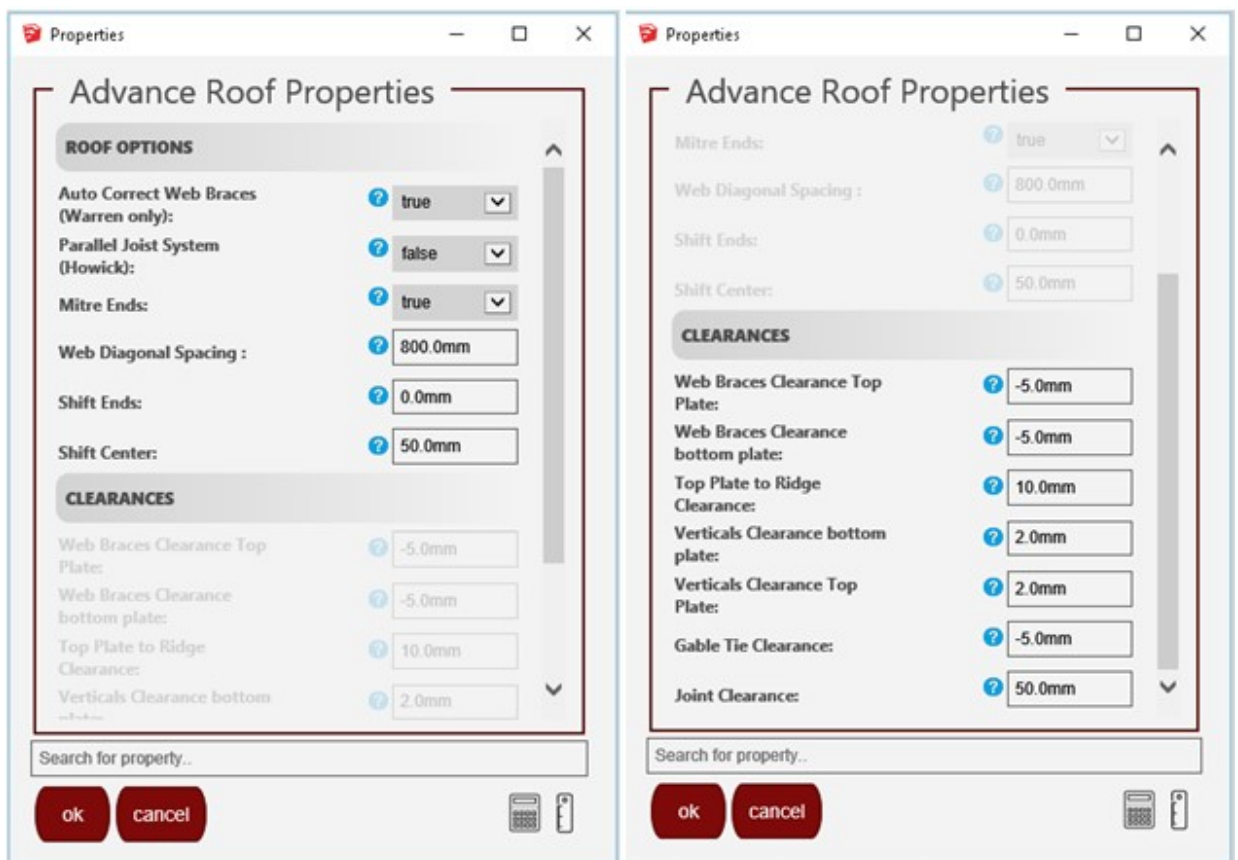 Properties
Advance Roof Properties
ROOF OPTIONS
Auto Correct Web Braces
(Warren only):
? true
Parallel Joist System
(Howick):
? false
Mitre Ends:
? true
Web Diagonal Spacing :
? 800.0mm
Shift Ends:
? 0.0mm
Shift Center:
? 50.0mm
CLEARANCES
Web Braces Clearance Top
Plate:
? -5.0mm
Web Braces Clearance
bottom plate:
? -5.0mm
Top Plate to Ridge
Clearance:
? 10.0mm
Verticals Clearance bottom
? 2.0mm
Search for property..
ok
cancel
Properties
Advance Roof Properties
Mitre Ends:
? true
Web Diagonal Spacing :
? 800.0mm
Shift Ends:
? 0.0mm
Shift Center:
? 50.0mm
CLEARANCES
Web Braces Clearance Top
Plate:
? -5.0mm
Web Braces Clearance
bottom plate:
? -5.0mm
Top Plate to Ridge
Clearance:
? 10.0mm
Verticals Clearance bottom
plate:
? 2.0mm
Verticals Clearance Top
Plate:
? 2.0mm
Gable Tie Clearance:
? -5.0mm
Joint Clearance:
? 50.0mm
Search for property..
ok
cancel